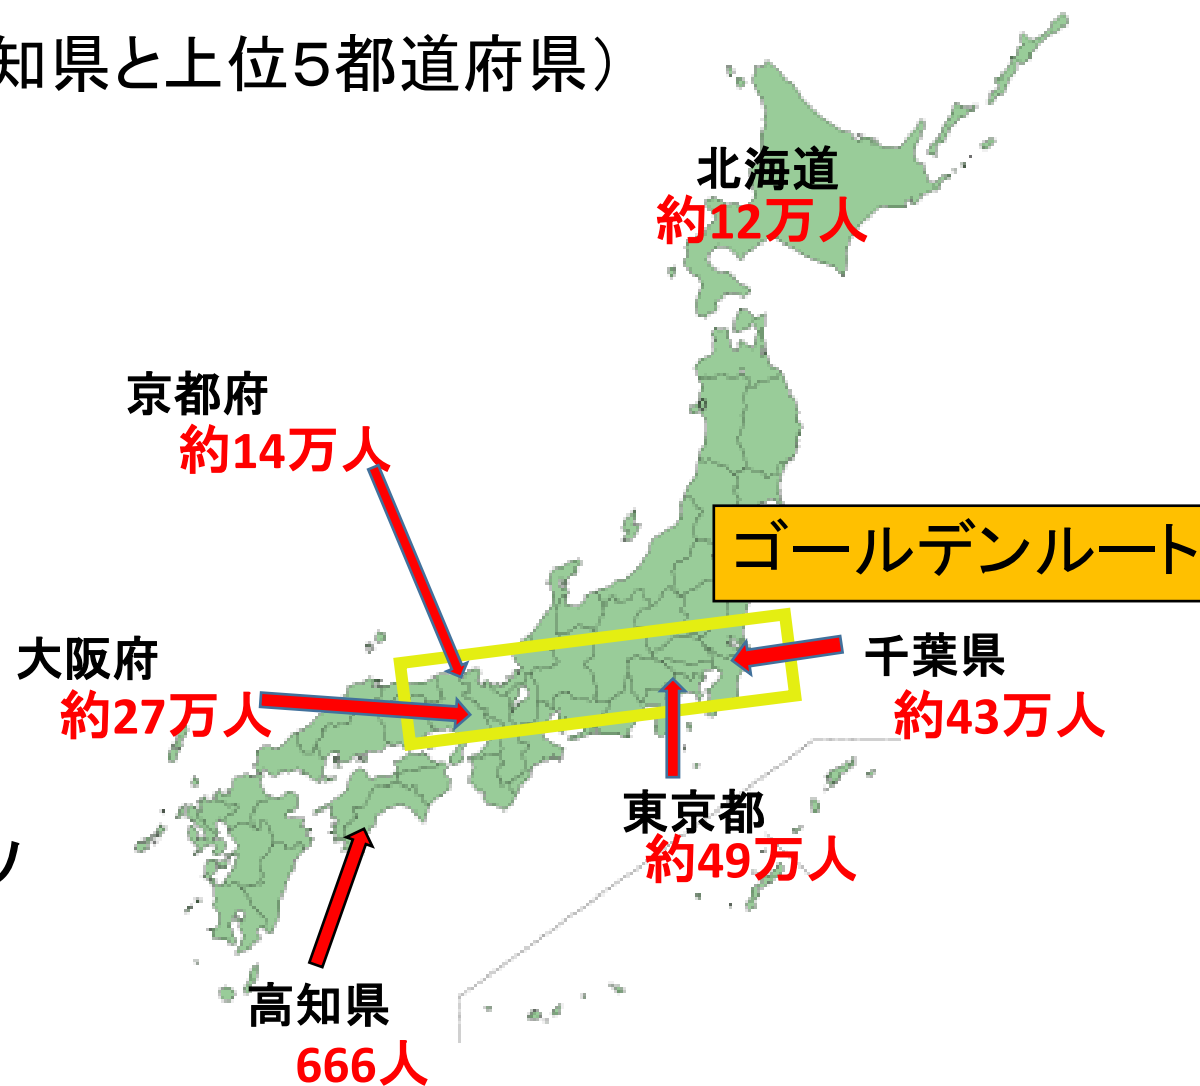 知県と上位５都道府県）
北海道
約12万人
京都府
約14万人
ゴールデンルート
大阪府
約27万人
千葉県
約43万人
東京都
約49万人
高知県
666人